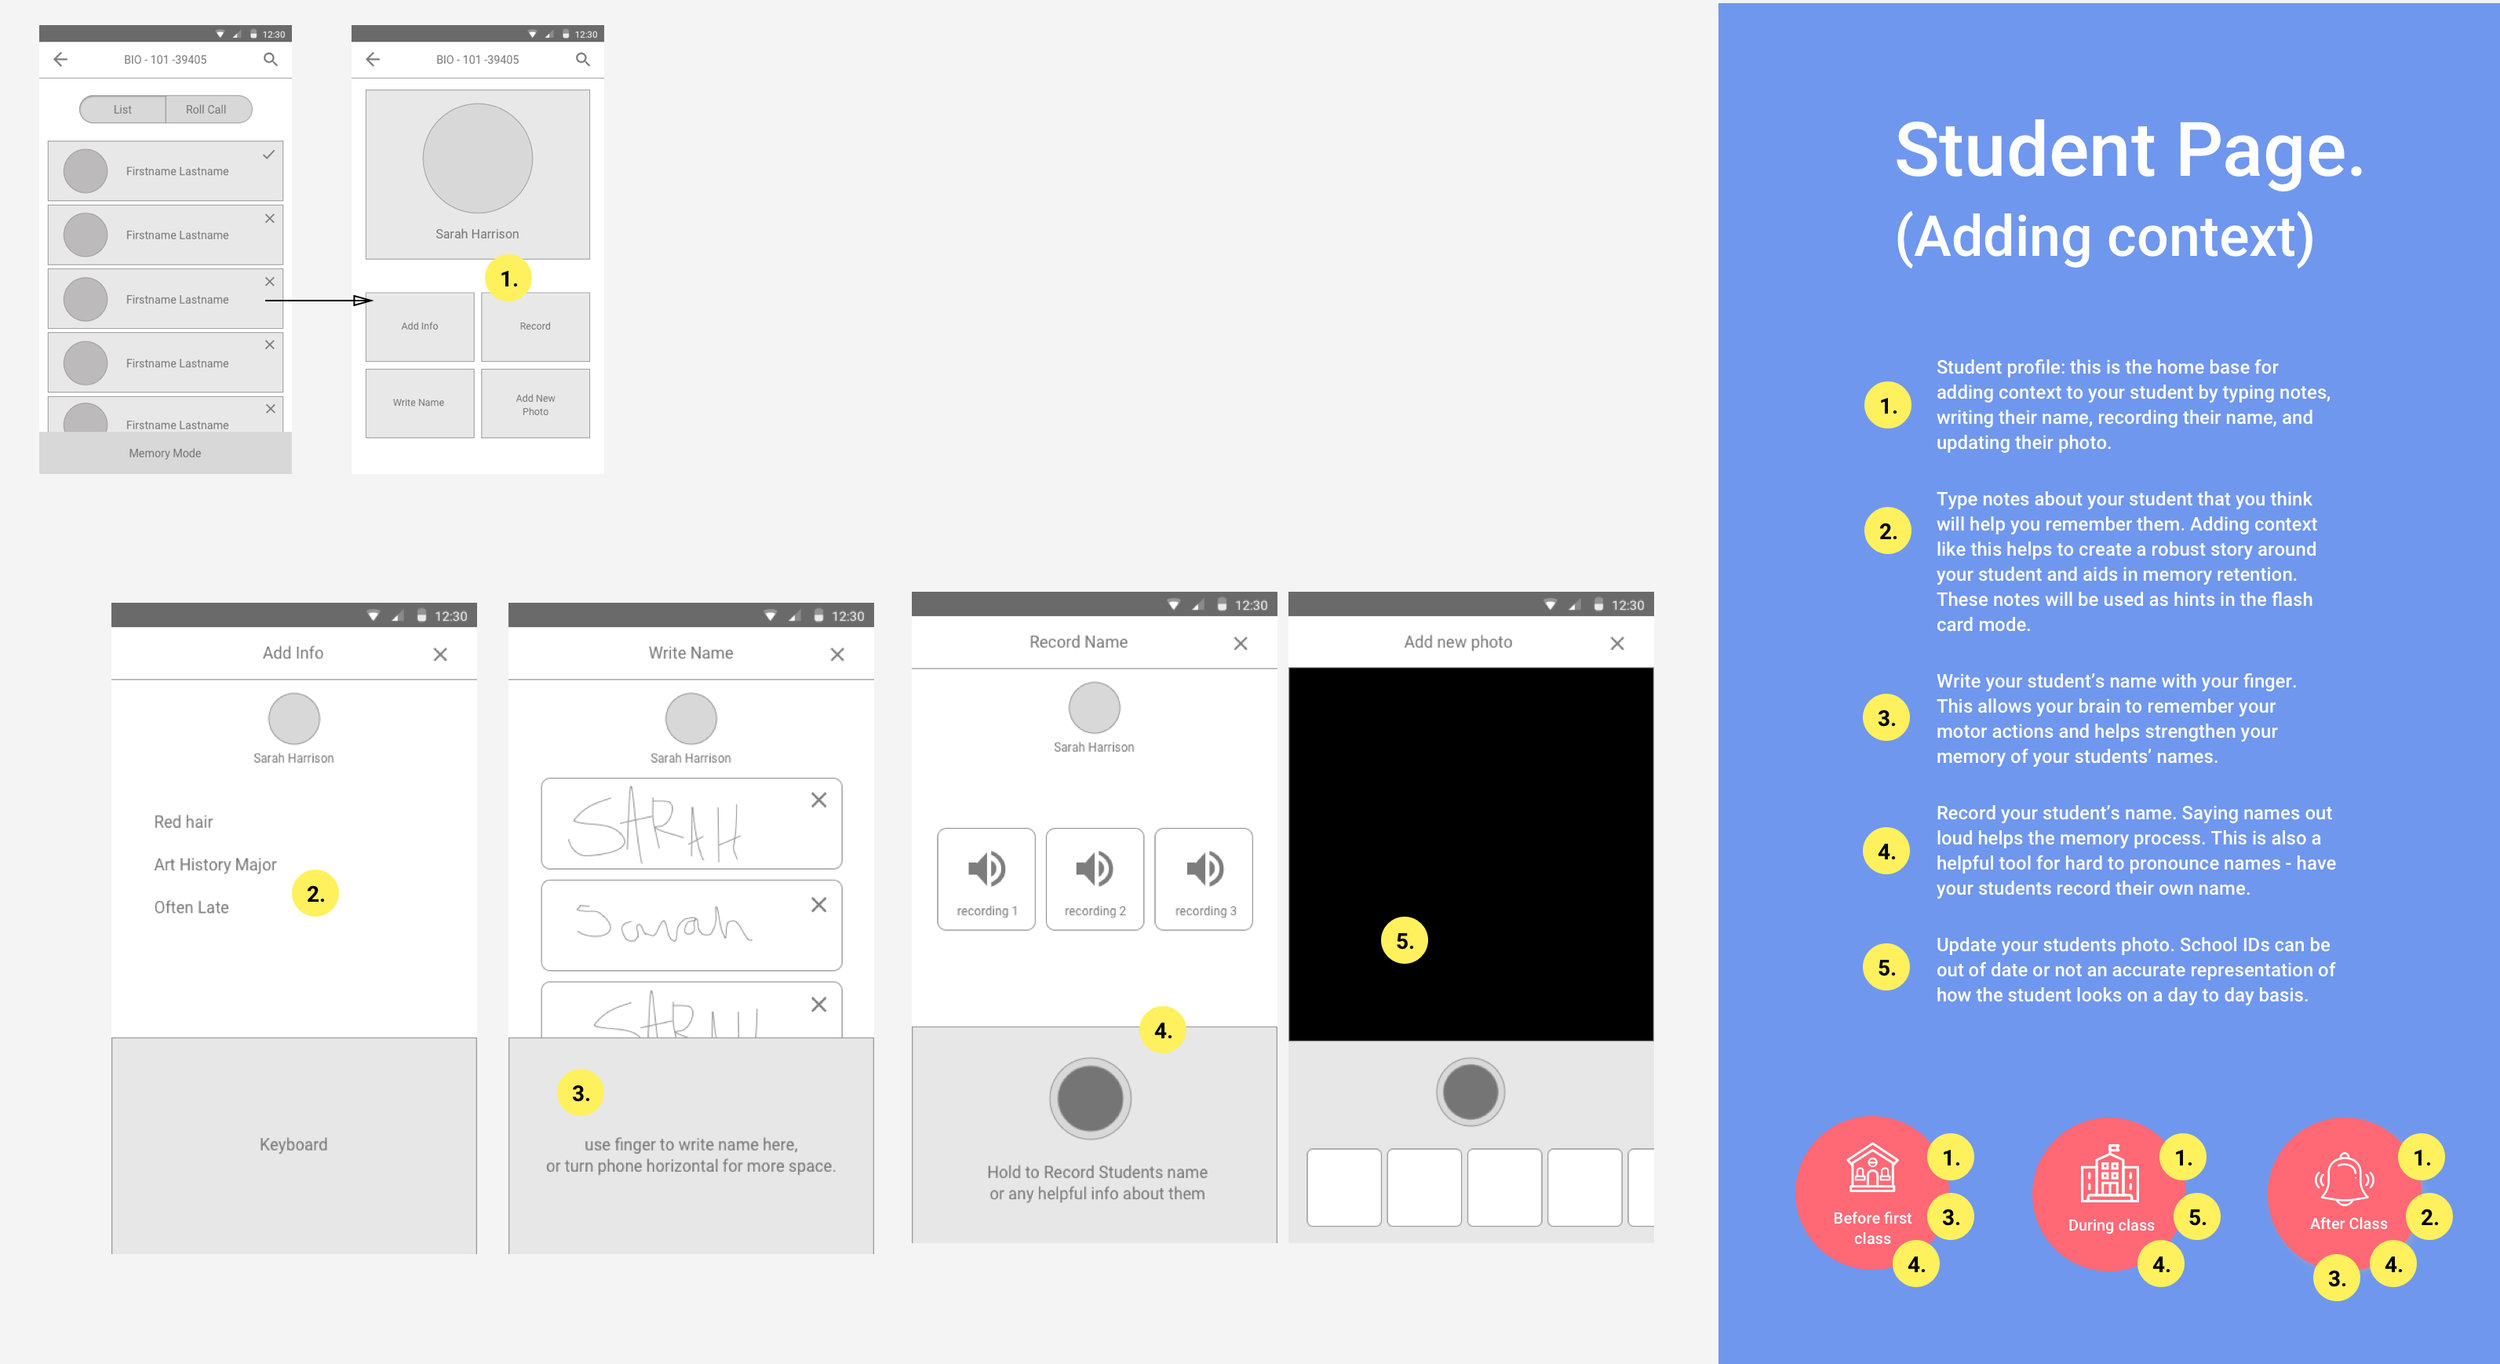 12:30
BIO - 101 -39405
List
Roll Call
Firstname Lastname
Firstname Lastname
Firstname Lastname
Firstname Lastname
Firstname Lastname
Memory Mode
12:30
BIO - 101 -39405
Sarah Harrison
1.
Add Info
Record
Write Name
Add New
Photo
12:30
Add Info
Sarah Harrison
Red hair
Art History Major
2.
Often Late
Keyboard
12:30
Write Name
Sarah Harrison
SARAH
Sarah
SARAH
3.
use finger to write name here,
or turn phone horizontal for more space.
12:30
Record Name
Sarah Harrison
recording 1
recording 2
recording 3
4.
Hold to Record Students name
or any helpful info about them
12:30
Add new photo
5.
Student Page.
(Adding context)
1.
Student profile: this is the home base for
adding context to your student by typing notes,
writing their name, recording their name, and
updating their photo.
2.
Type notes about your student that you think
will help you remember them. Adding context
like this helps to create a robust story around
your student and aids in memory retention.
These notes will be used as hints in the flash
card mode.
3.
Write your student’s name with your finger.
This allows your brain to remember your
motor actions and helps strengthen your
memory of your students’ names.
4.
Record your student’s name. Saying names out
loud helps the memory process. This is also a
helpful tool for hard to pronounce names - have
your students record their own name.
5.
Update your students photo. School IDs can be
out of date or not an accurate representation of
how the student looks on a day to day basis.
Before first
class
1.
3.
4.
During class
1.
5.
4.
After Class
1.
2.
4.
3.